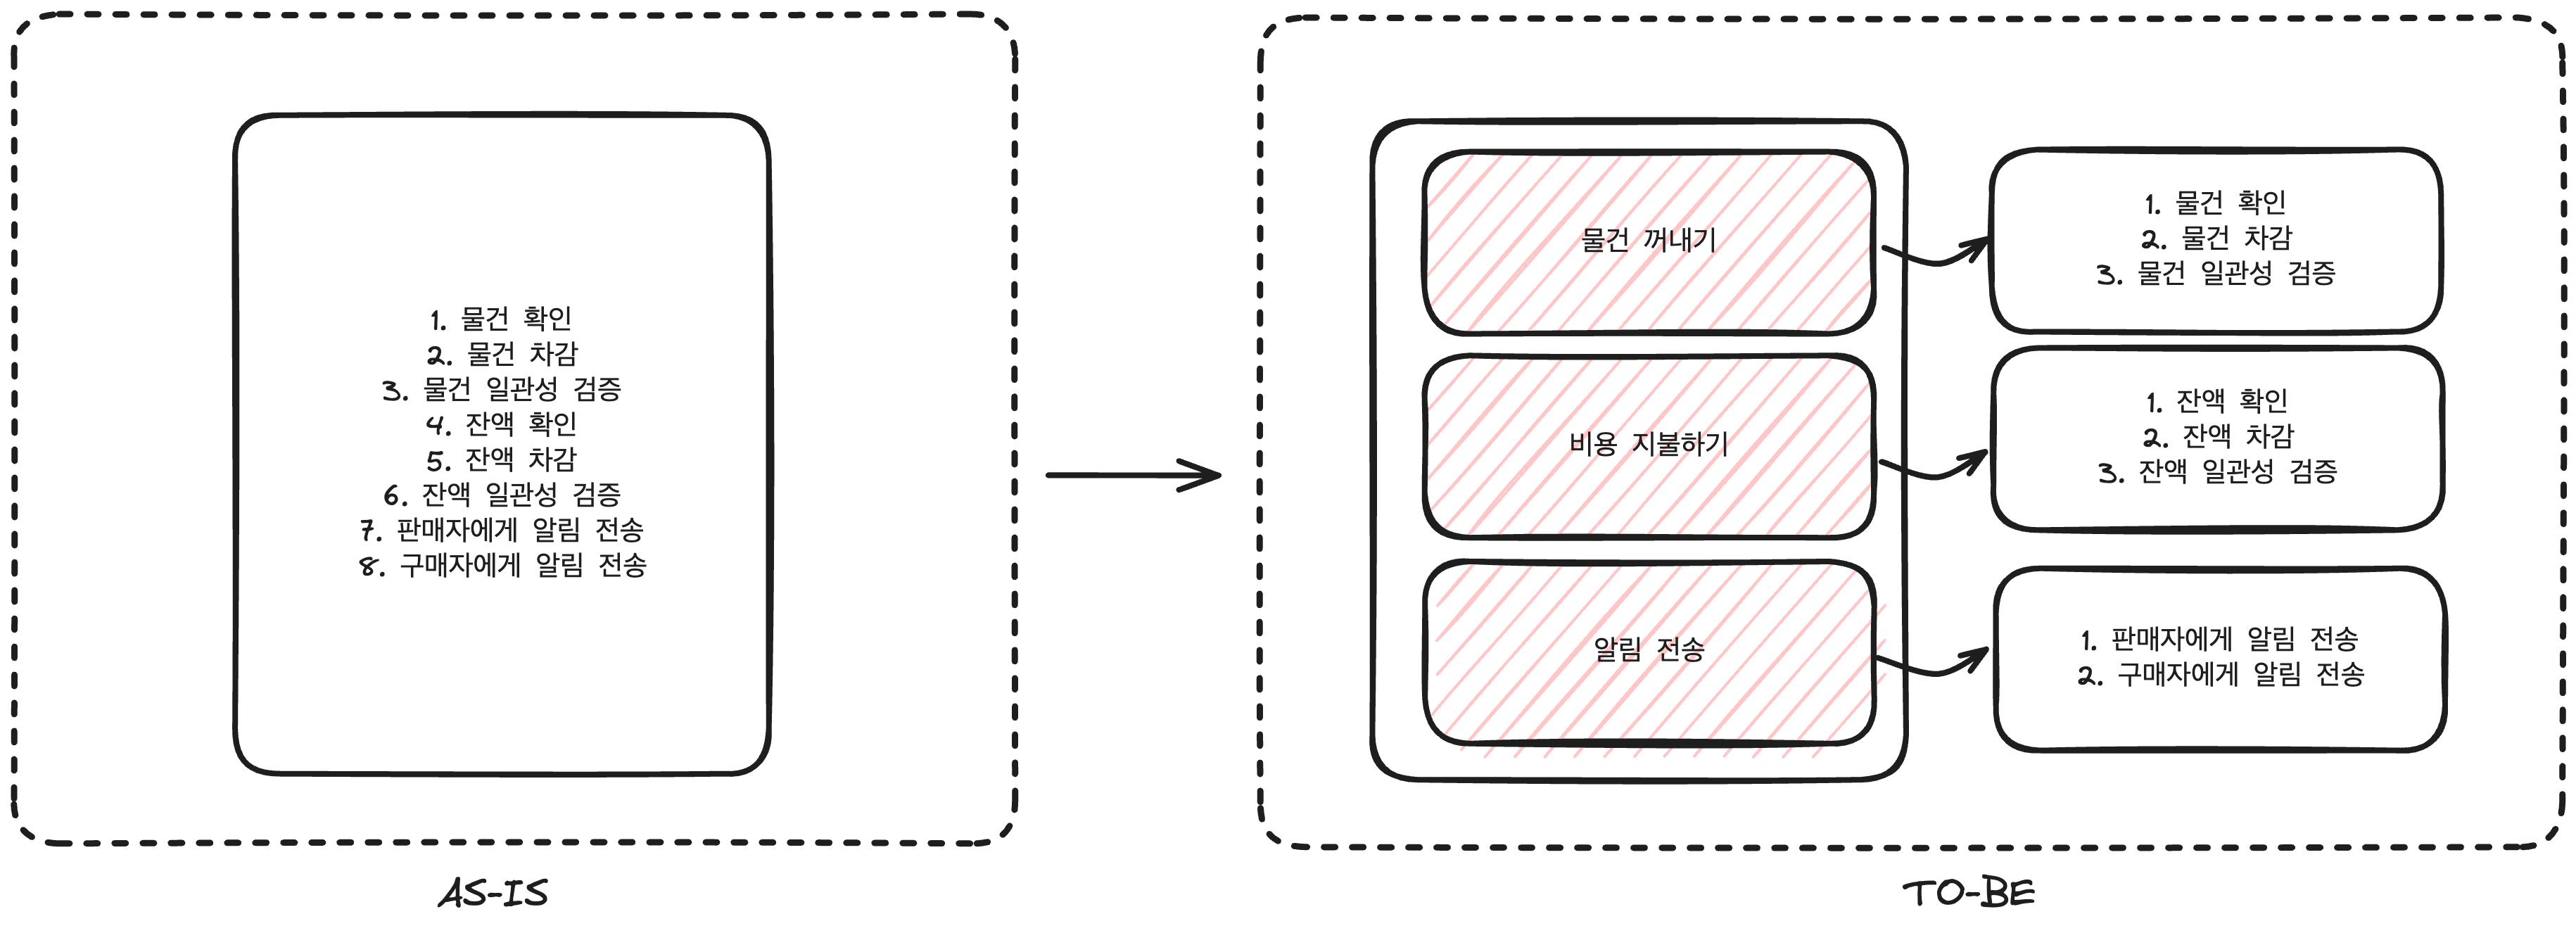 1. 물건 확인
2. 물건 차감
3. 물건 일관성 검증
4. 잔액 확인
5. 잔액 차감
6. 잔액 일관성 검증
7. 판매자에게 알림 전송
8. 구매자에게 알림 전송
AS-IS
물건 꺼내기
1. 물건 확인
2. 물건 차감
3. 물건 일관성 검증
비용 지불하기
1. 잔액 확인
2. 잔액 차감
3. 잔액 일관성 검증
알림 전송
1. 판매자에게 알림 전송
2. 구매자에게 알림 전송
TO-BE